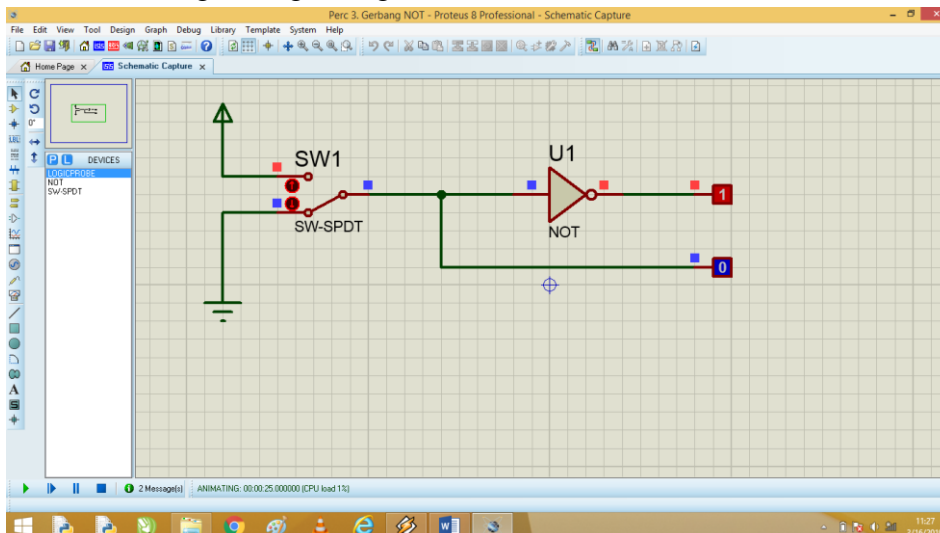 Perc 3. Gerbang NOT - Proteus 8 Professional - Schematic Capture
File Edit View Tool Design Graph Debug Library Template System Help
Home Page x Schematic Capture x
0°
LBL
P L DEVICES
LOGICPROBE
NOT
SW-SPDT
SW1
SW-SPDT
U1
NOT
1
0
A
S
2 Message(s) ANIMATING: 00:00:25.000000 (CPU load 1%)
11:27